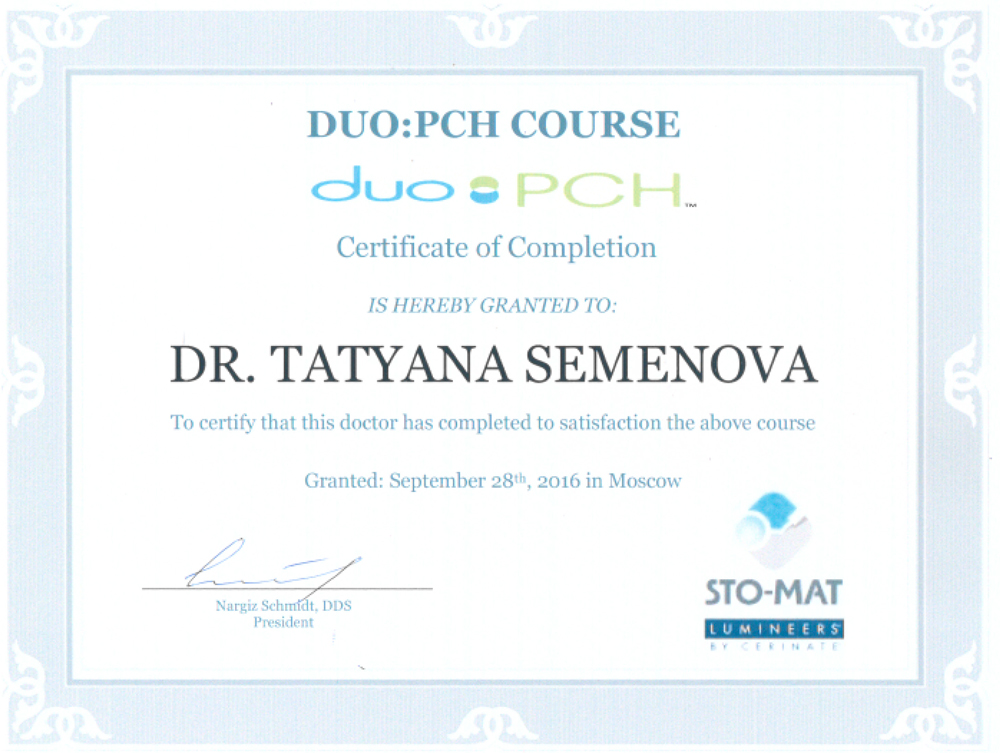 DUO:PCH COURSE
duo PCH™
Certificate of Completion
IS HEREBY GRANTED TO:
DR. TATYANA SEMENOVA
To certify that this doctor has completed to satisfaction the above course
Granted: September 28th, 2016 in Moscow
Nargiz Schmidt, DDS
President
STO-MAT
LUMINEERS®
BY CERINATE